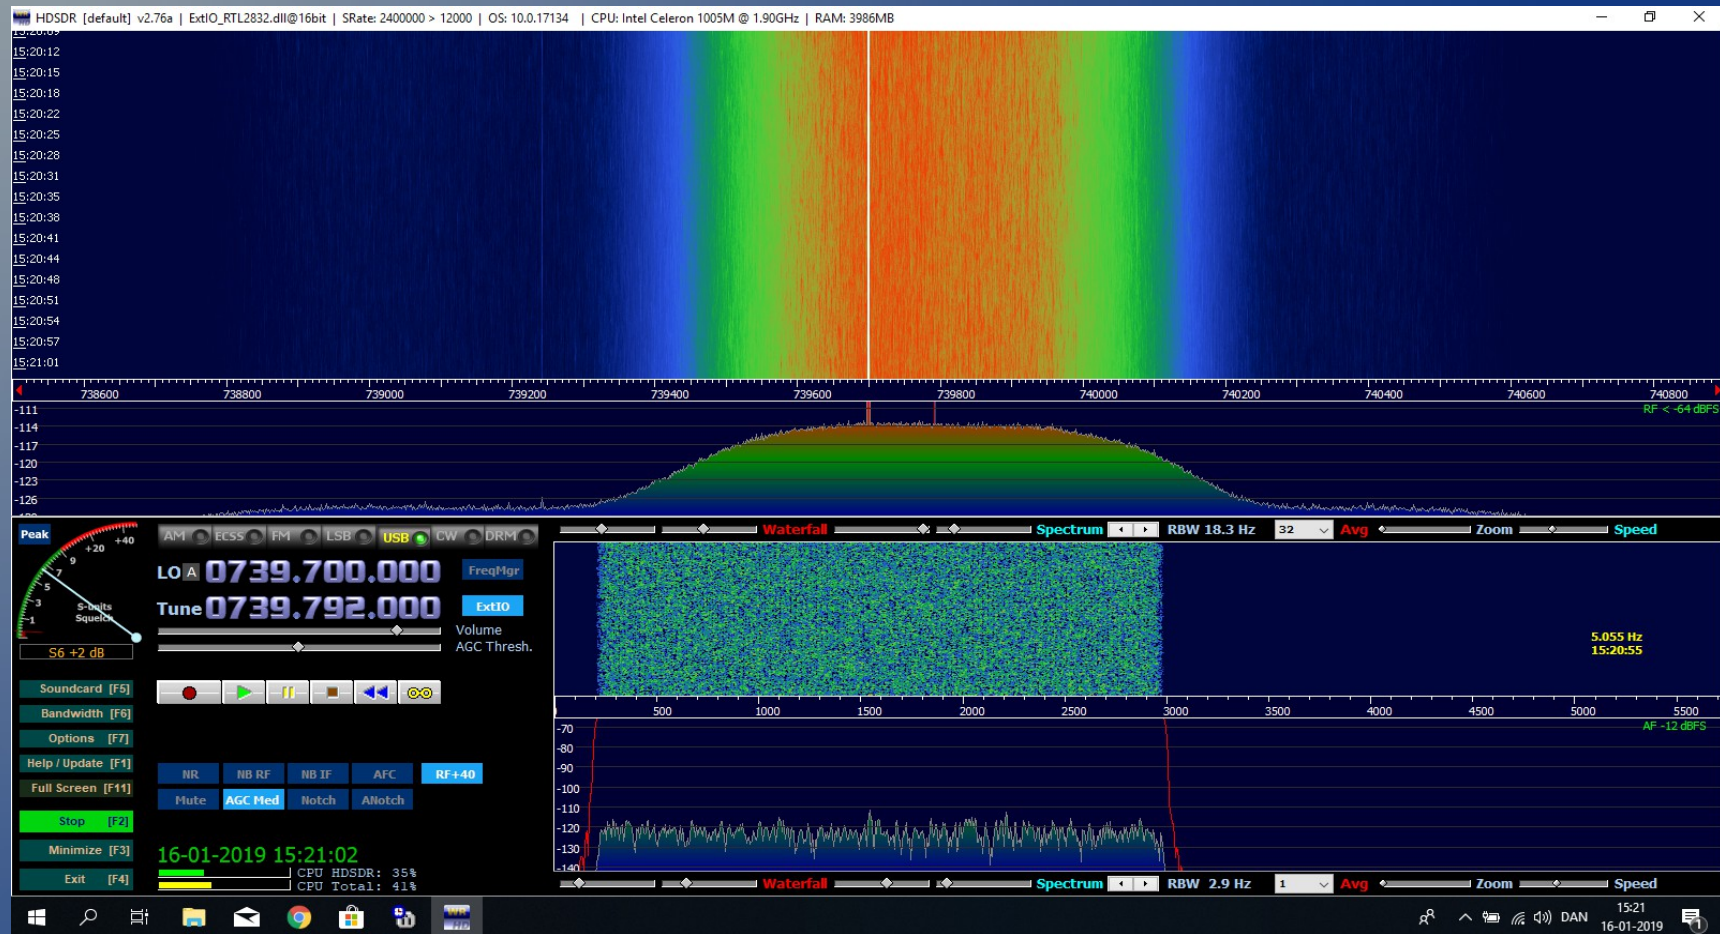 HDSDR [default] v2.76a | ExtIO_RTL2832.dll@16bit | SRate: 2400000 > 12000 | OS: 10.0.17134 | CPU: Intel Celeron 1005M @ 1.90GHz | RAM: 3986MB
15:20:09
15:20:12
15:20:15
15:20:18
15:20:22
15:20:25
15:20:28
15:20:31
15:20:35
15:20:38
15:20:41
15:20:44
15:20:48
15:20:51
15:20:54
15:20:57
15:21:01
738600 738800 739000 739200 739400 739600 739800 740000 740200 740400 740600 740800
-111
RF < -64 dBFS
-114
-117
-120
-123
-126
Peak
1 3 5 7 9 +20 +40
S-units
Squelch
S6 +2 dB
AM ECSS FM LSB USB CW DRM
LO A 0739.700.000 FreqMgr
Tune 0739.792.000 ExtIO
Volume
AGC Thresh.
Soundcard [F5]
Bandwidth [F6]
Options [F7]
Help / Update [F1]
Full Screen [F11]
Stop [F2]
Minimize [F3]
Exit [F4]
NR NB RF NB IF AFC RF+40
Mute AGC Med Notch ANotch
16-01-2019 15:21:02
CPU HDSDR: 35%
CPU Total: 41%
Waterfall Spectrum RBW 18.3 Hz 32 Avg Zoom Speed
5.055 Hz
15:20:55
500 1000 1500 2000 2500 3000 3500 4000 4500 5000 5500
AF -12 dBFS
-70
-80
-90
-100
-110
-120
-130
-140
Waterfall Spectrum RBW 2.9 Hz 1 Avg Zoom Speed
DAN
15:21
16-01-2019
1